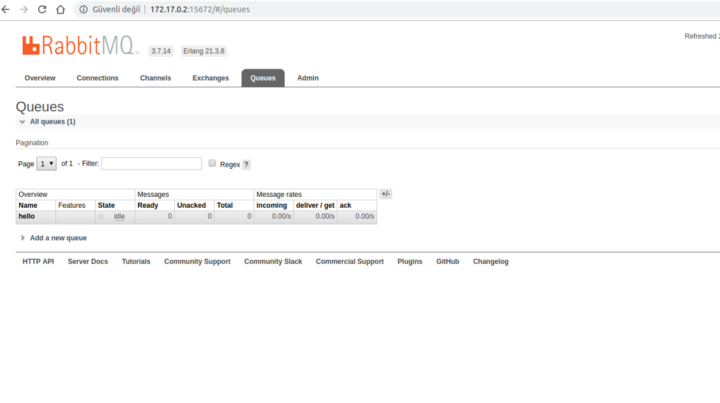 Güvenli değil | 172.17.0.2:15672/#/queues
RabbitMQ 3.7.14 Erlang 21.3.8
Refreshed 2
Overview Connections Channels Exchanges Queues Admin
Queues
All queues (1)
Pagination
Page 1 of 1 - Filter: Regex ?
Overview Messages Message rates +/-
Name Features State Ready Unacked Total incoming deliver / get ack
hello idle 0 0 0 0.00/s 0.00/s 0.00/s
Add a new queue
HTTP API Server Docs Tutorials Community Support Community Slack Commercial Support Plugins GitHub Changelog